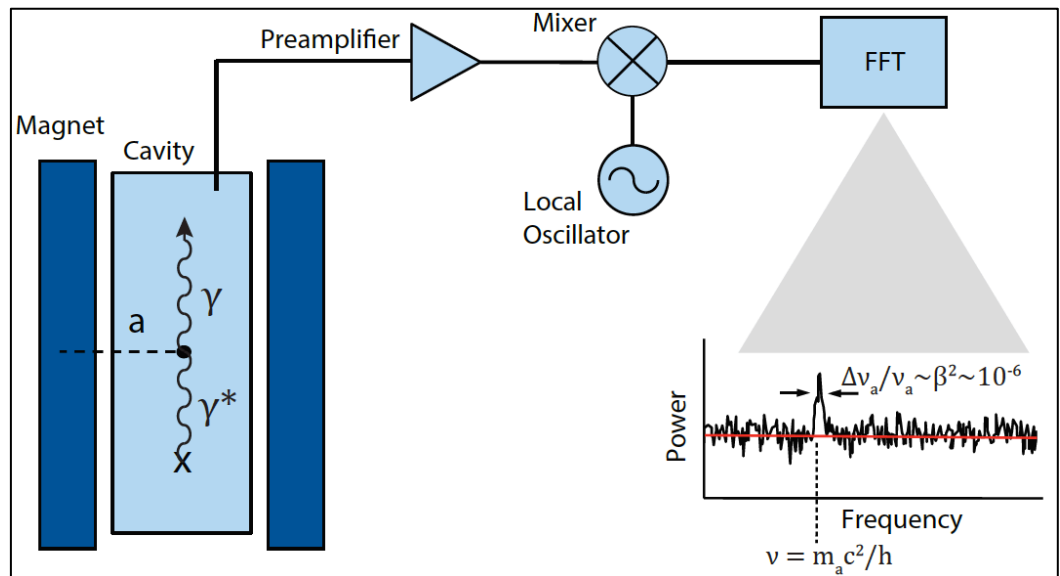 Preamplifier
Mixer
FFT
Magnet
Cavity
Local
Oscillator
a
γ
γ*
x
Δνₐ/νₐ~β²~10⁻⁶
Power
Frequency
ν = mₐc²/h